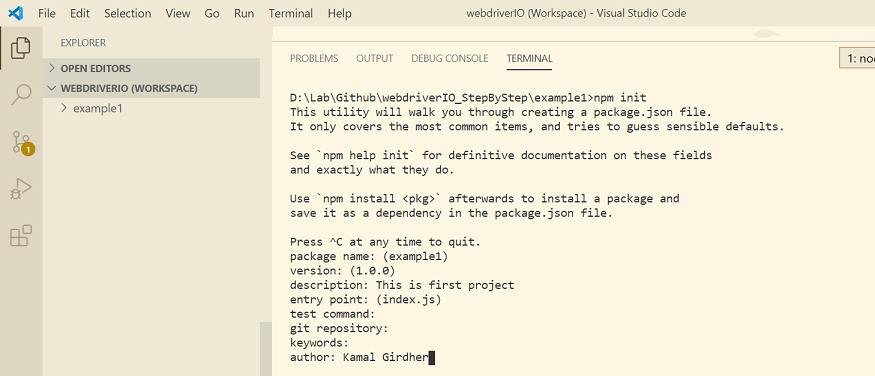 File Edit Selection View Go Run Terminal Help webdriverIO (Workspace) - Visual Studio Code
EXPLORER
OPEN EDITORS
WEBDRIVERIO (WORKSPACE)
example1
1
PROBLEMS OUTPUT DEBUG CONSOLE TERMINAL
1: no
D:\Lab\Github\webdriverIO_StepByStep\example1>npm init
This utility will walk you through creating a package.json file.
It only covers the most common items, and tries to guess sensible defaults.
See `npm help init` for definitive documentation on these fields
and exactly what they do.
Use `npm install <pkg>` afterwards to install a package and
save it as a dependency in the package.json file.
Press ^C at any time to quit.
package name: (example1)
version: (1.0.0)
description: This is first project
entry point: (index.js)
test command:
git repository:
keywords:
author: Kamal Girdher